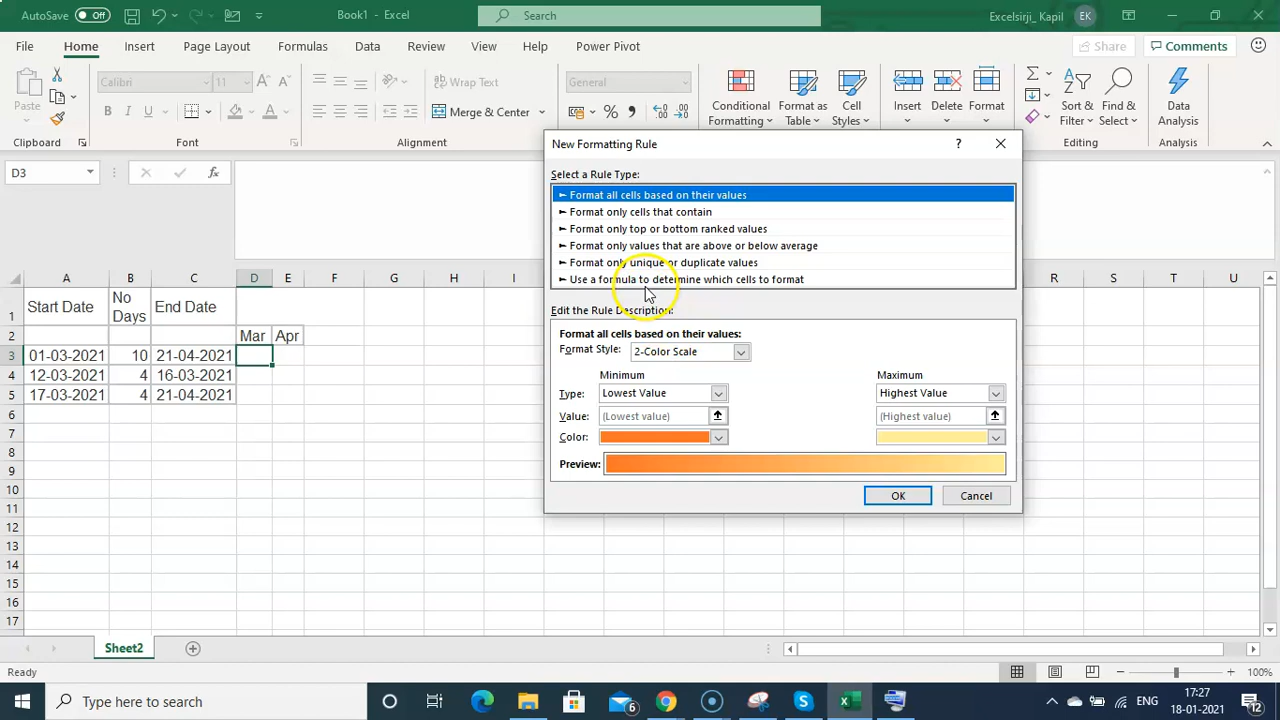 AutoSave Off Book1 - Excel Search Excelsirji_ Kapil EK
File Home Insert Page Layout Formulas Data Review View Help Power Pivot Share Comments
Paste Calibri 11 Wrap Text General Conditional Formatting Format as Table Cell Styles Insert Delete Format Sort & Filter Find & Select Data Analysis
B I U Merge & Center
Clipboard Font Alignment Editing Analysis
D3 fx
New Formatting Rule ?
Select a Rule Type:
► Format all cells based on their values
► Format only cells that contain
► Format only top or bottom ranked values
► Format only values that are above or below average
► Format only unique or duplicate values
► Use a formula to determine which cells to format
Edit the Rule Description:
Format all cells based on their values:
Format Style: 2-Color Scale
Minimum Maximum
Type: Lowest Value Highest Value
Value: (Lowest value) (Highest value)
Color:
Preview:
OK Cancel
A B C D E F G H I R S T U
1 Start Date No Days End Date
2 Mar Apr
3 01-03-2021 10 21-04-2021
4 12-03-2021 4 16-03-2021
5 17-03-2021 4 21-04-2021
6
7
8
9
10
11
12
13
14
15
16
17
Sheet2
Ready 100%
Type here to search 6 ENG 17:27 18-01-2021 12